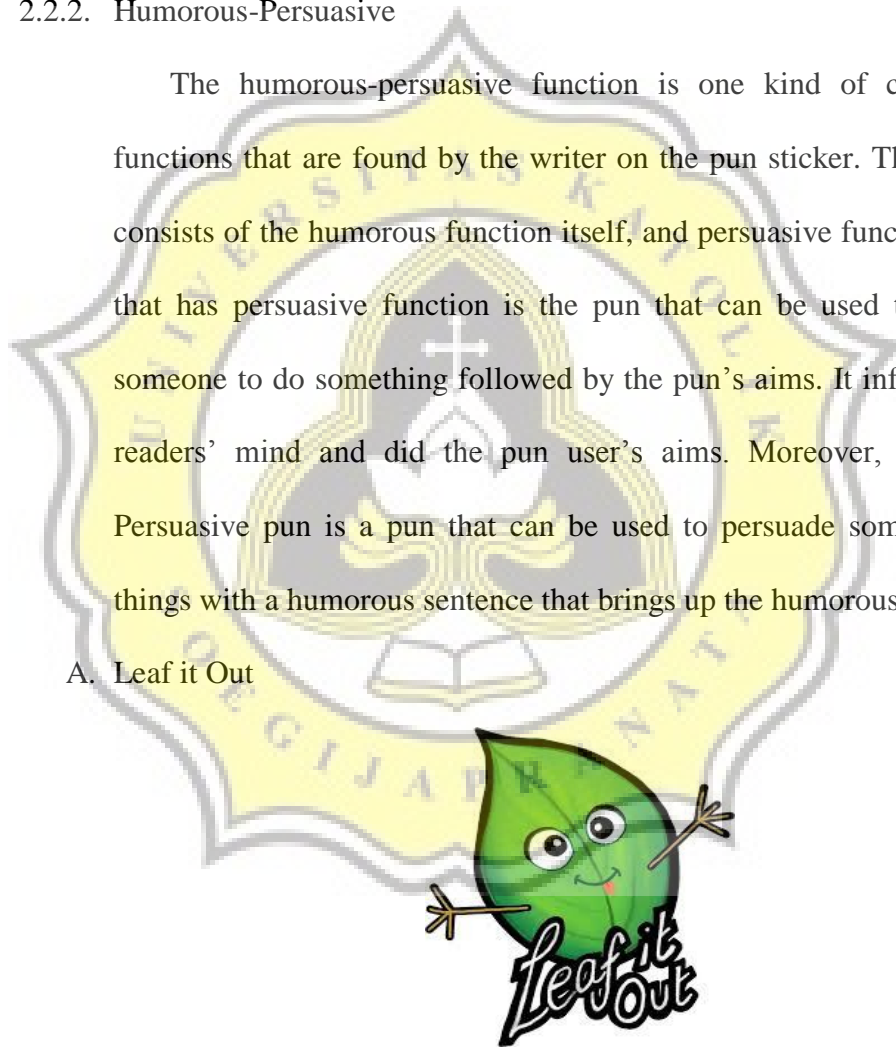 2.2.2. Humorous-Persuasive
The humorous-persuasive function is one kind of c
functions that are found by the writer on the pun sticker. Th
consists of the humorous function itself, and persuasive func
that has persuasive function is the pun that can be used t
someone to do something followed by the pun’s aims. It inf
readers’ mind and did the pun user’s aims. Moreover,
Persuasive pun is a pun that can be used to persuade som
things with a humorous sentence that brings up the humorous
A. Leaf it Out
UNIVERSITAS KATOLIK
SOEGIJAPRANATA
Leaf it
Out